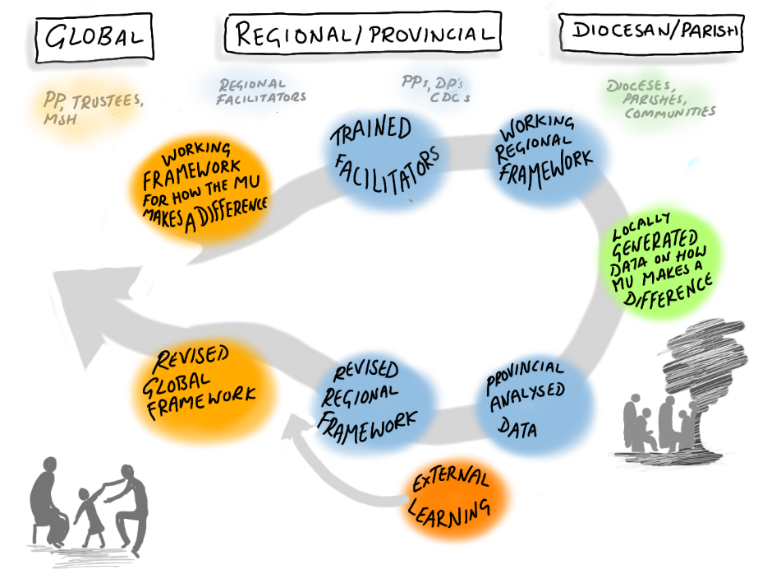 GLOBAL
REGIONAL/PROVINCIAL
DIOCESAN/PARISH
PP, TRUSTEES,
MSH
REGIONAL
FACILITATORS
PPs, DP's
CDCs
DIOCESES,
PARISHES,
COMMUNITIES
WORKING
FRAMEWORK
FOR HOW THE MU
MAKES A DIFFERENCE
TRAINED
FACILITATORS
WORKING
REGIONAL
FRAMEWORK
LOCALLY
GENERATED
DATA ON HOW
MU MAKES A
DIFFERENCE
PROVINCIAL
ANALYSED
DATA
REVISED
REGIONAL
FRAMEWORK
REVISED
GLOBAL
FRAMEWORK
EXTERNAL
LEARNING